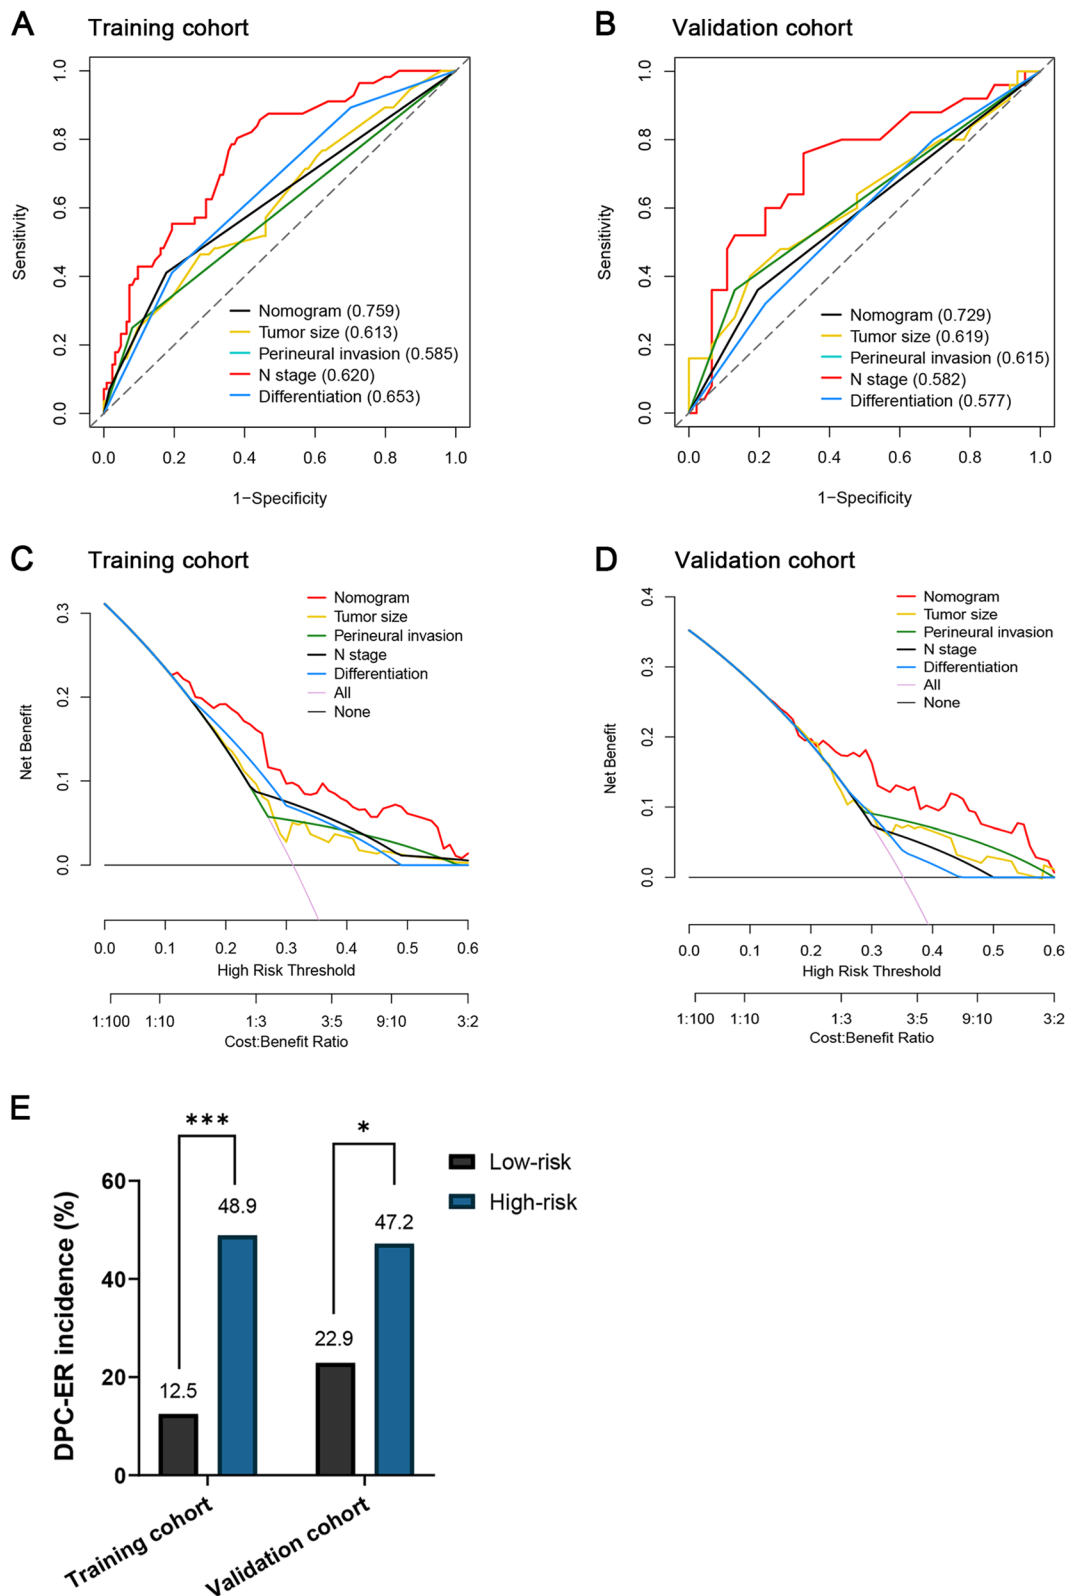 A Training cohort
1.0
0.8
0.6
0.4
0.2
0.0
Sensitivity
Nomogram (0.759)
Tumor size (0.613)
Perineural invasion (0.585)
N stage (0.620)
Differentiation (0.653)
0.0 0.2 0.4 0.6 0.8 1.0
1−Specificity
B Validation cohort
1.0
0.8
0.6
0.4
0.2
0.0
Sensitivity
Nomogram (0.729)
Tumor size (0.619)
Perineural invasion (0.615)
N stage (0.582)
Differentiation (0.577)
0.0 0.2 0.4 0.6 0.8 1.0
1−Specificity
C Training cohort
0.3
0.2
0.1
0.0
Net Benefit
Nomogram
Tumor size
Perineural invasion
N stage
Differentiation
All
None
0.0 0.1 0.2 0.3 0.4 0.5 0.6
High Risk Threshold
1:100 1:10 1:3 3:5 9:10 3:2
Cost:Benefit Ratio
D Validation cohort
0.4
0.3
0.2
0.1
0.0
Net Benefit
Nomogram
Tumor size
Perineural invasion
N stage
Differentiation
All
None
0.0 0.1 0.2 0.3 0.4 0.5 0.6
High Risk Threshold
1:100 1:10 1:3 3:5 9:10 3:2
Cost:Benefit Ratio
E
*** *
Low-risk
High-risk
60
40
20
0
DPC-ER incidence (%)
12.5 48.9 22.9 47.2
Training cohort
Validation cohort